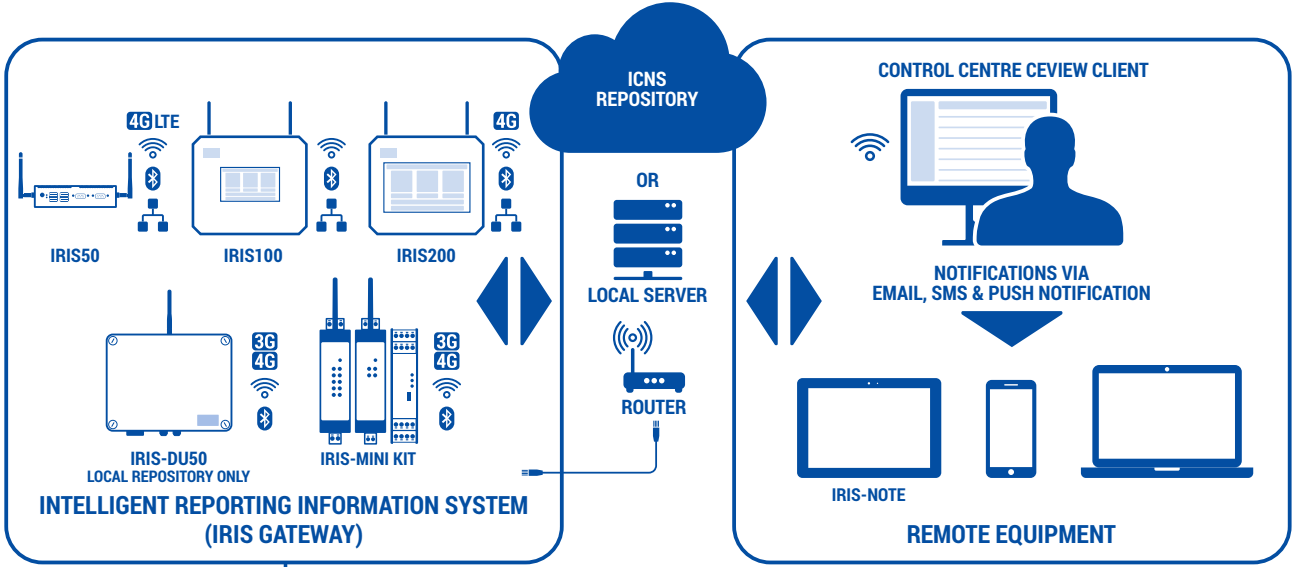 4G LTE
4G
IRIS50
IRIS100
IRIS200
3G
4G
3G
4G
IRIS-DU50
LOCAL REPOSITORY ONLY
IRIS-MINI KIT
INTELLIGENT REPORTING INFORMATION SYSTEM
(IRIS GATEWAY)
ICNS
REPOSITORY
OR
LOCAL SERVER
ROUTER
CONTROL CENTRE CEVIEW CLIENT
NOTIFICATIONS VIA
EMAIL, SMS & PUSH NOTIFICATION
IRIS-NOTE
REMOTE EQUIPMENT